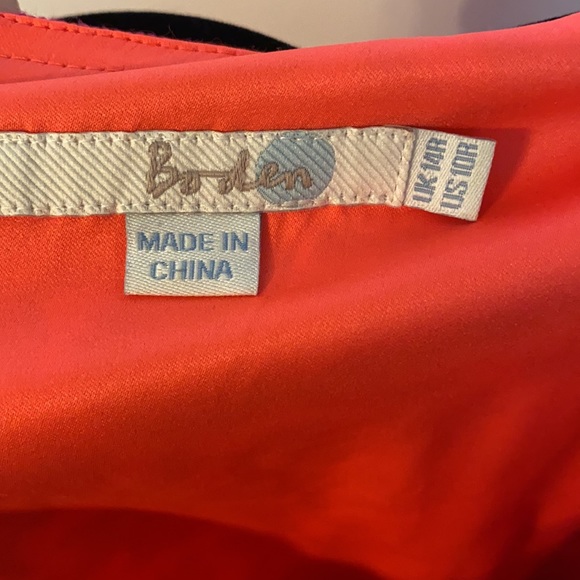 Boden
UK 14R
US 10R
MADE IN
CHINA